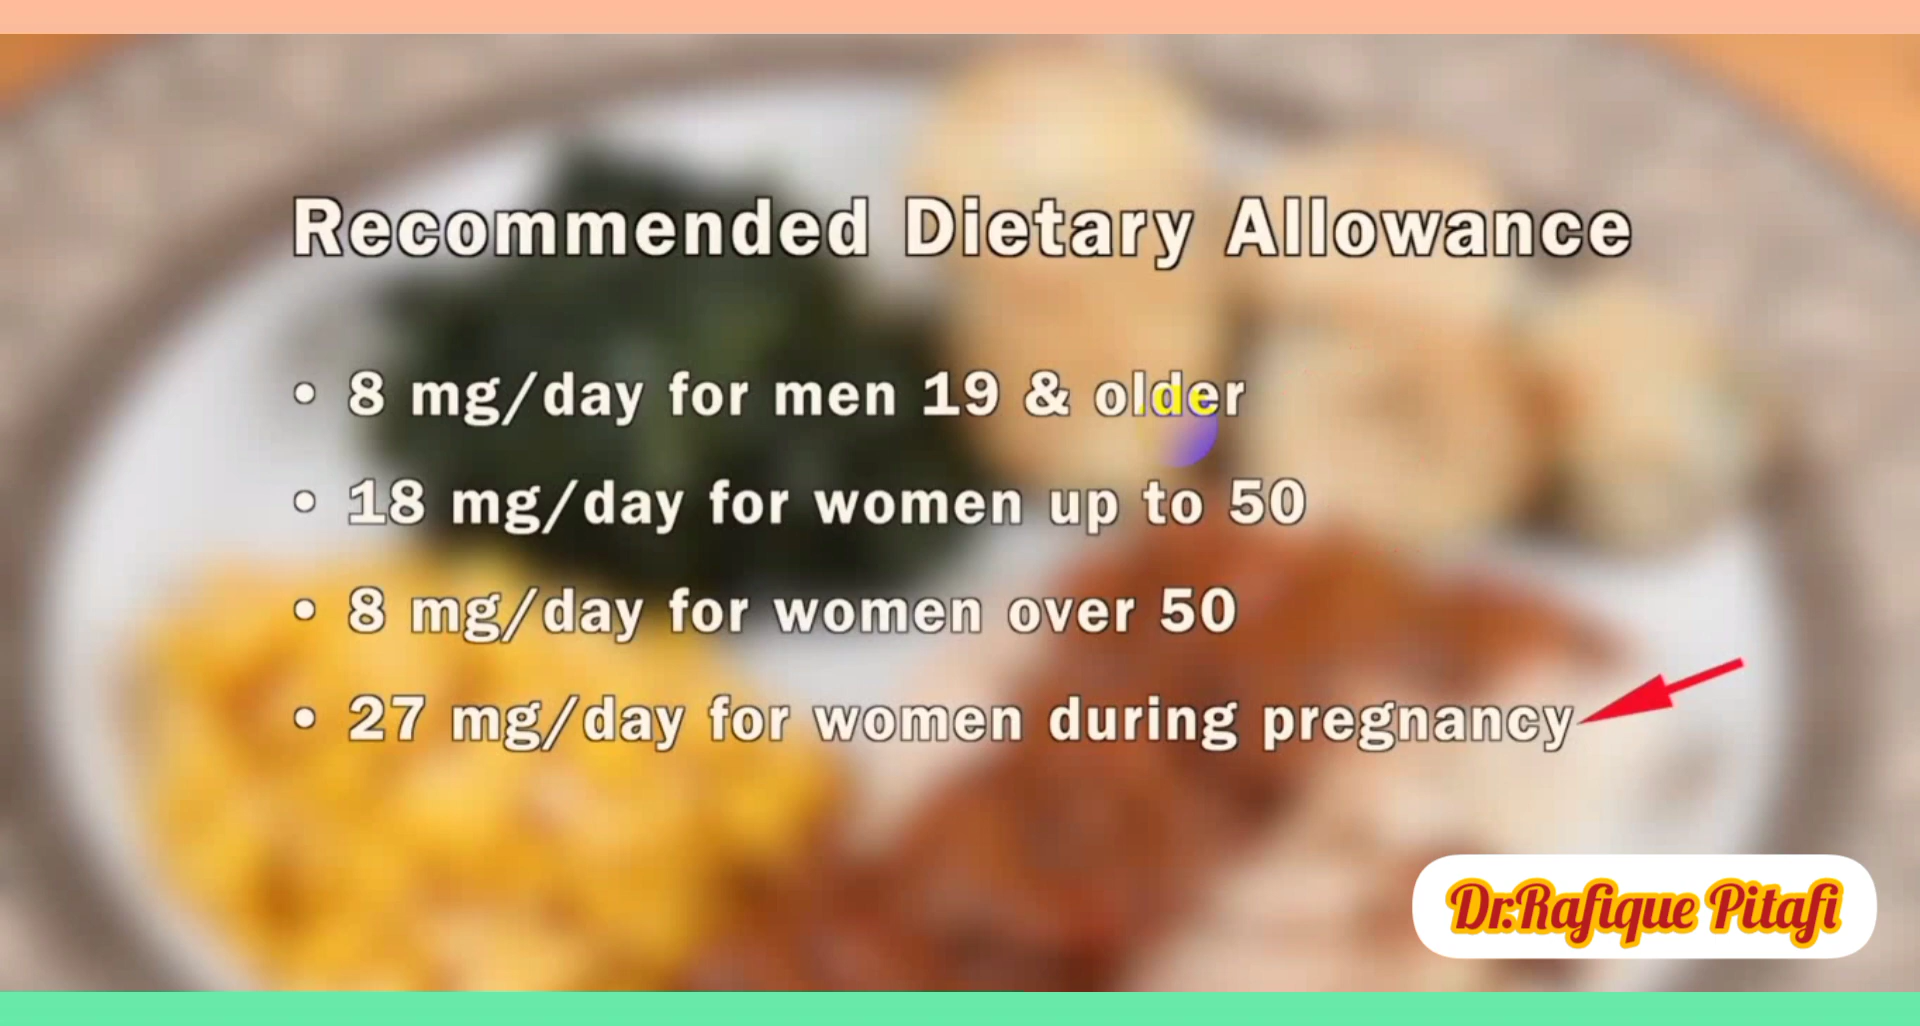 Recommended Dietary Allowance
• 8 mg/day for men 19 & older
• 18 mg/day for women up to 50
• 8 mg/day for women over 50
• 27 mg/day for women during pregnancy
Dr.Rafique Pitafi